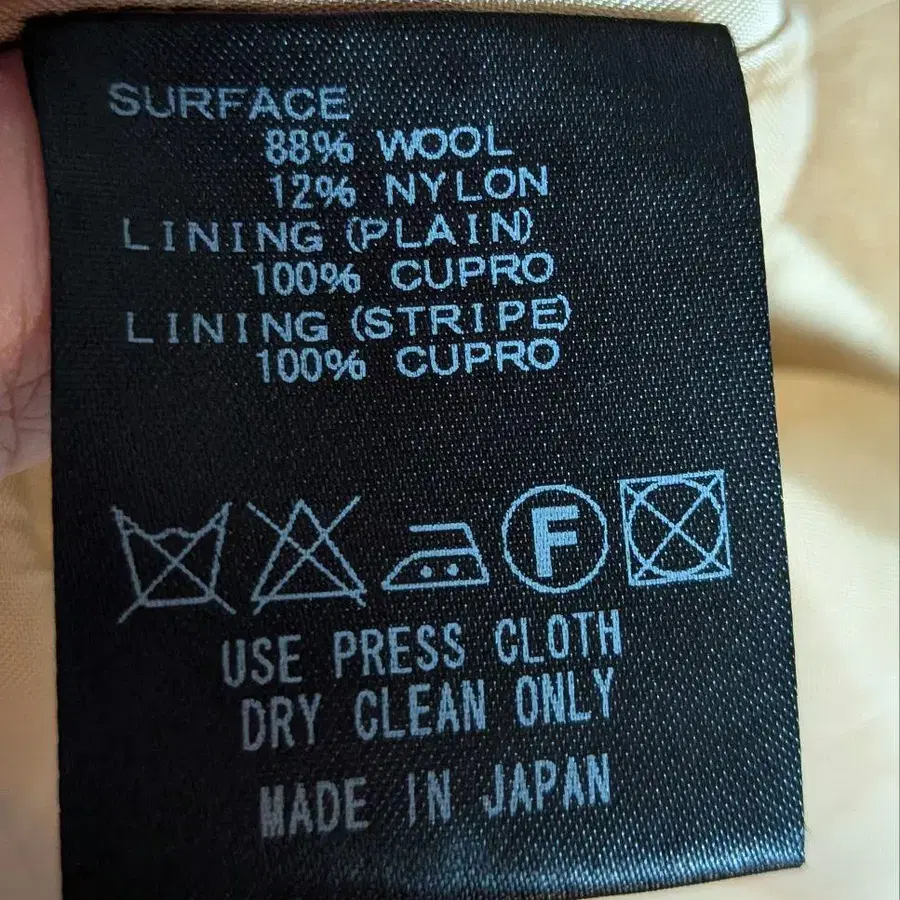 SURFACE
88% WOOL
12% NYLON
LINING (PLAIN)
100% CUPRO
LINING (STRIPE)
100% CUPRO
F
USE PRESS CLOTH
DRY CLEAN ONLY
MADE IN JAPAN